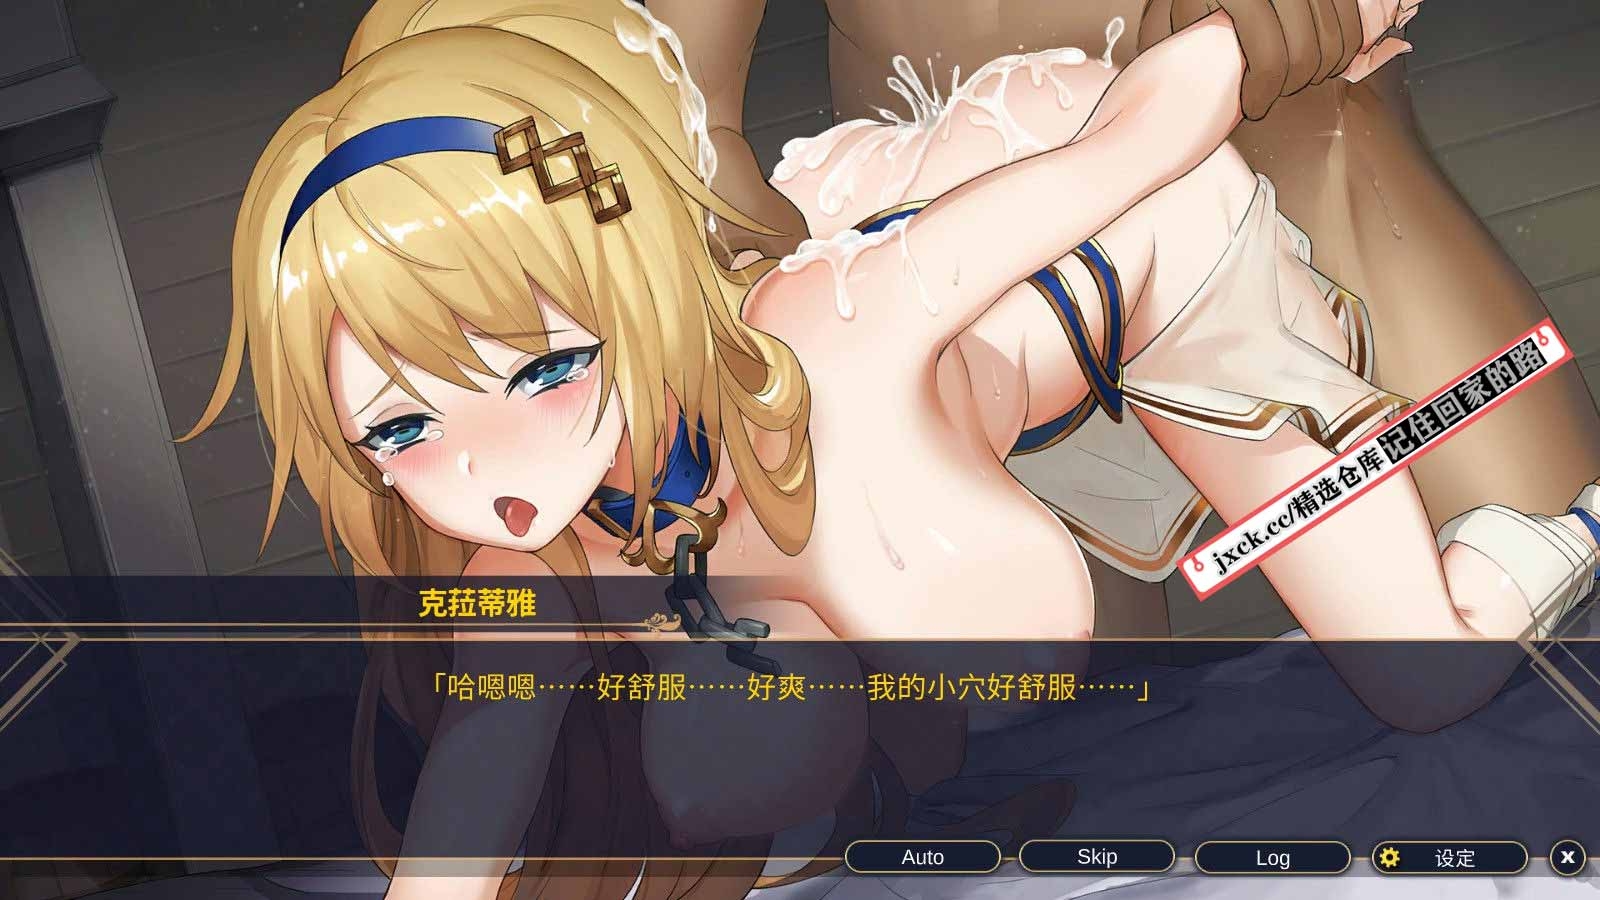 jxck.cc/精选仓库 记住回家的路
克菈蒂雅
「哈嗯嗯……好舒服……好爽……我的小穴好舒服……」
Auto
Skip
Log
设定
X